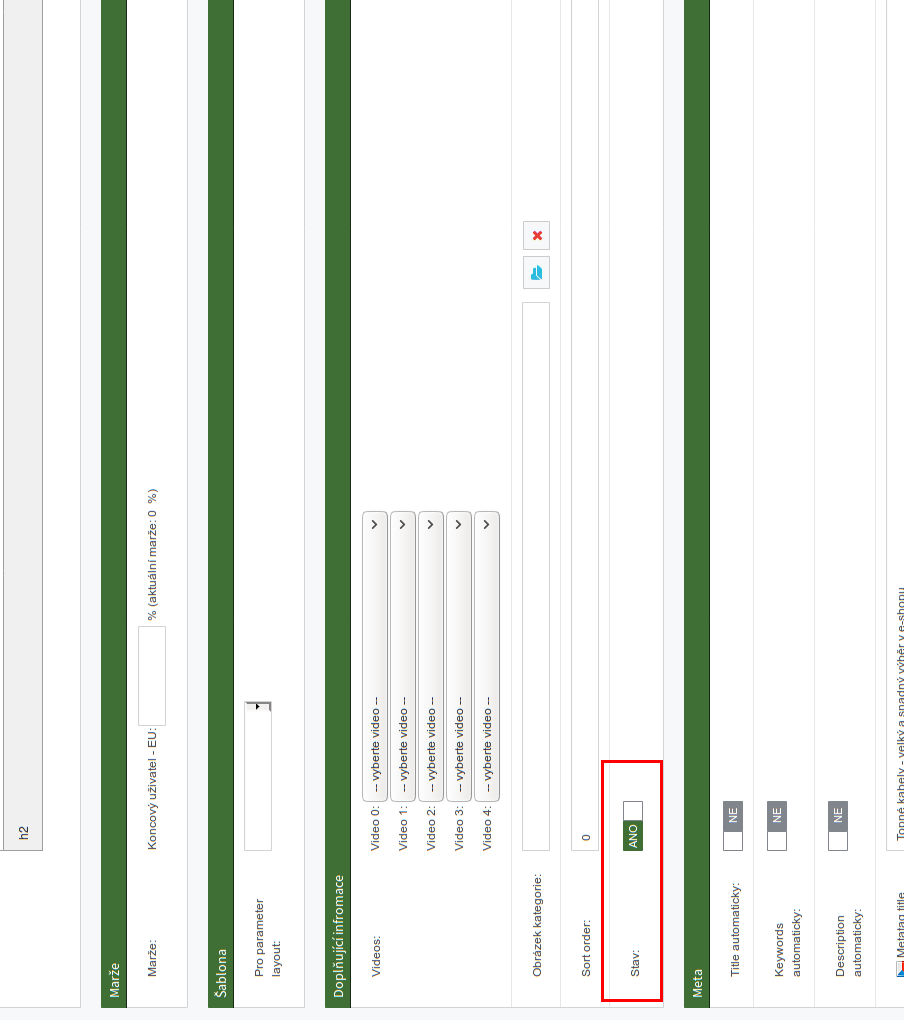 h2
Marže
Marže:
Koncový uživatel - EU:
% (aktuální marže: 0 %)
Šablona
Pro parameter
layout:
Doplňující infromace
Videos:
Video 0: -- vyberte video --
Video 1: -- vyberte video --
Video 2: -- vyberte video --
Video 3: -- vyberte video --
Video 4: -- vyberte video --
Obrázek kategorie:
Sort order: 0
Stav: ANO
Meta
Title automaticky: NE
Keywords
automaticky: NE
Description
automaticky: NE
Metatag title
Topné kabely - velký a snadný výběr v e-shopu